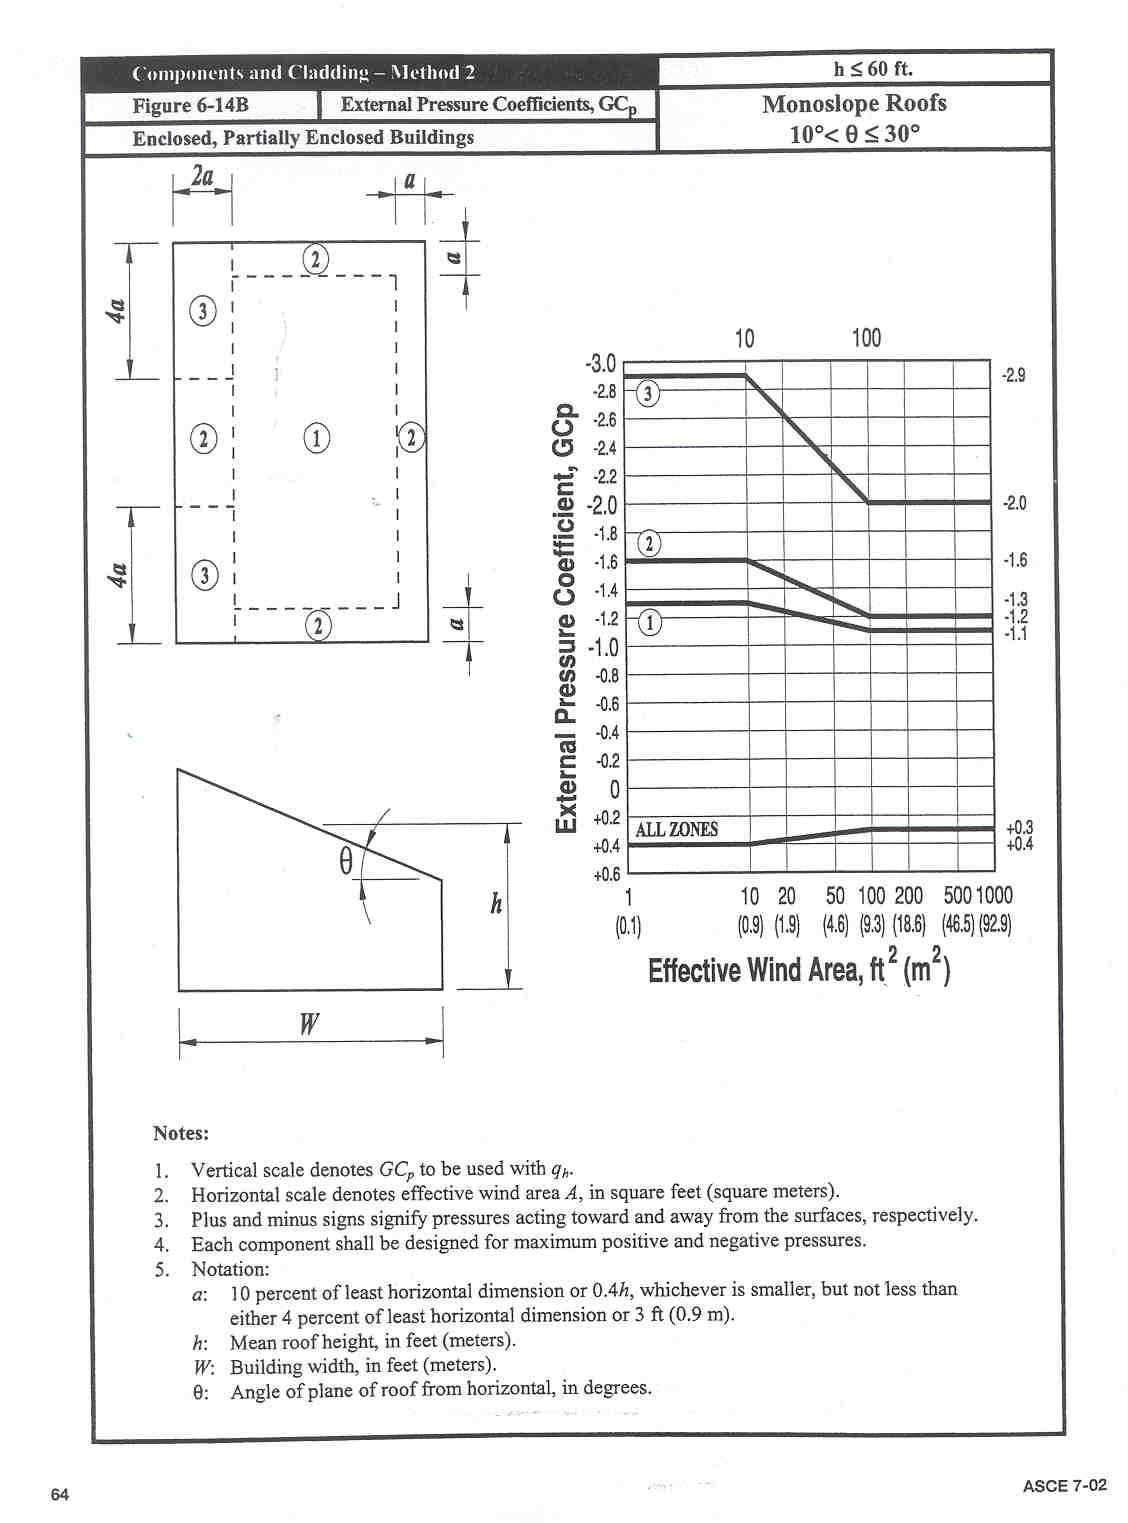 Components and Cladding – Method 2
h ≤ 60 ft.
Figure 6-14B
External Pressure Coefficients, GCp
Monoslope Roofs
10°< θ ≤ 30°
Enclosed, Partially Enclosed Buildings
2a
a
a
4a
4a
a
2
3
2
1
2
3
2
θ
h
W
10 100
-3.0
-2.8
-2.6
-2.4
-2.2
-2.0
-1.8
-1.6
-1.4
-1.2
-1.0
-0.8
-0.6
-0.4
-0.2
0
+0.2
+0.4
+0.6
External Pressure Coefficient, GCp
3
2
1
ALL ZONES
-2.9
-2.0
-1.6
-1.3
-1.2
-1.1
+0.3
+0.4
1 10 20 50 100 200 500 1000
(0.1) (0.9) (1.9) (4.6) (9.3) (18.6) (46.5) (92.9)
Effective Wind Area, ft2 (m2)
Notes:
1. Vertical scale denotes GCp to be used with qh.
2. Horizontal scale denotes effective wind area A, in square feet (square meters).
3. Plus and minus signs signify pressures acting toward and away from the surfaces, respectively.
4. Each component shall be designed for maximum positive and negative pressures.
5. Notation:
a: 10 percent of least horizontal dimension or 0.4h, whichever is smaller, but not less than
either 4 percent of least horizontal dimension or 3 ft (0.9 m).
h: Mean roof height, in feet (meters).
W: Building width, in feet (meters).
θ: Angle of plane of roof from horizontal, in degrees.
64
ASCE 7-02